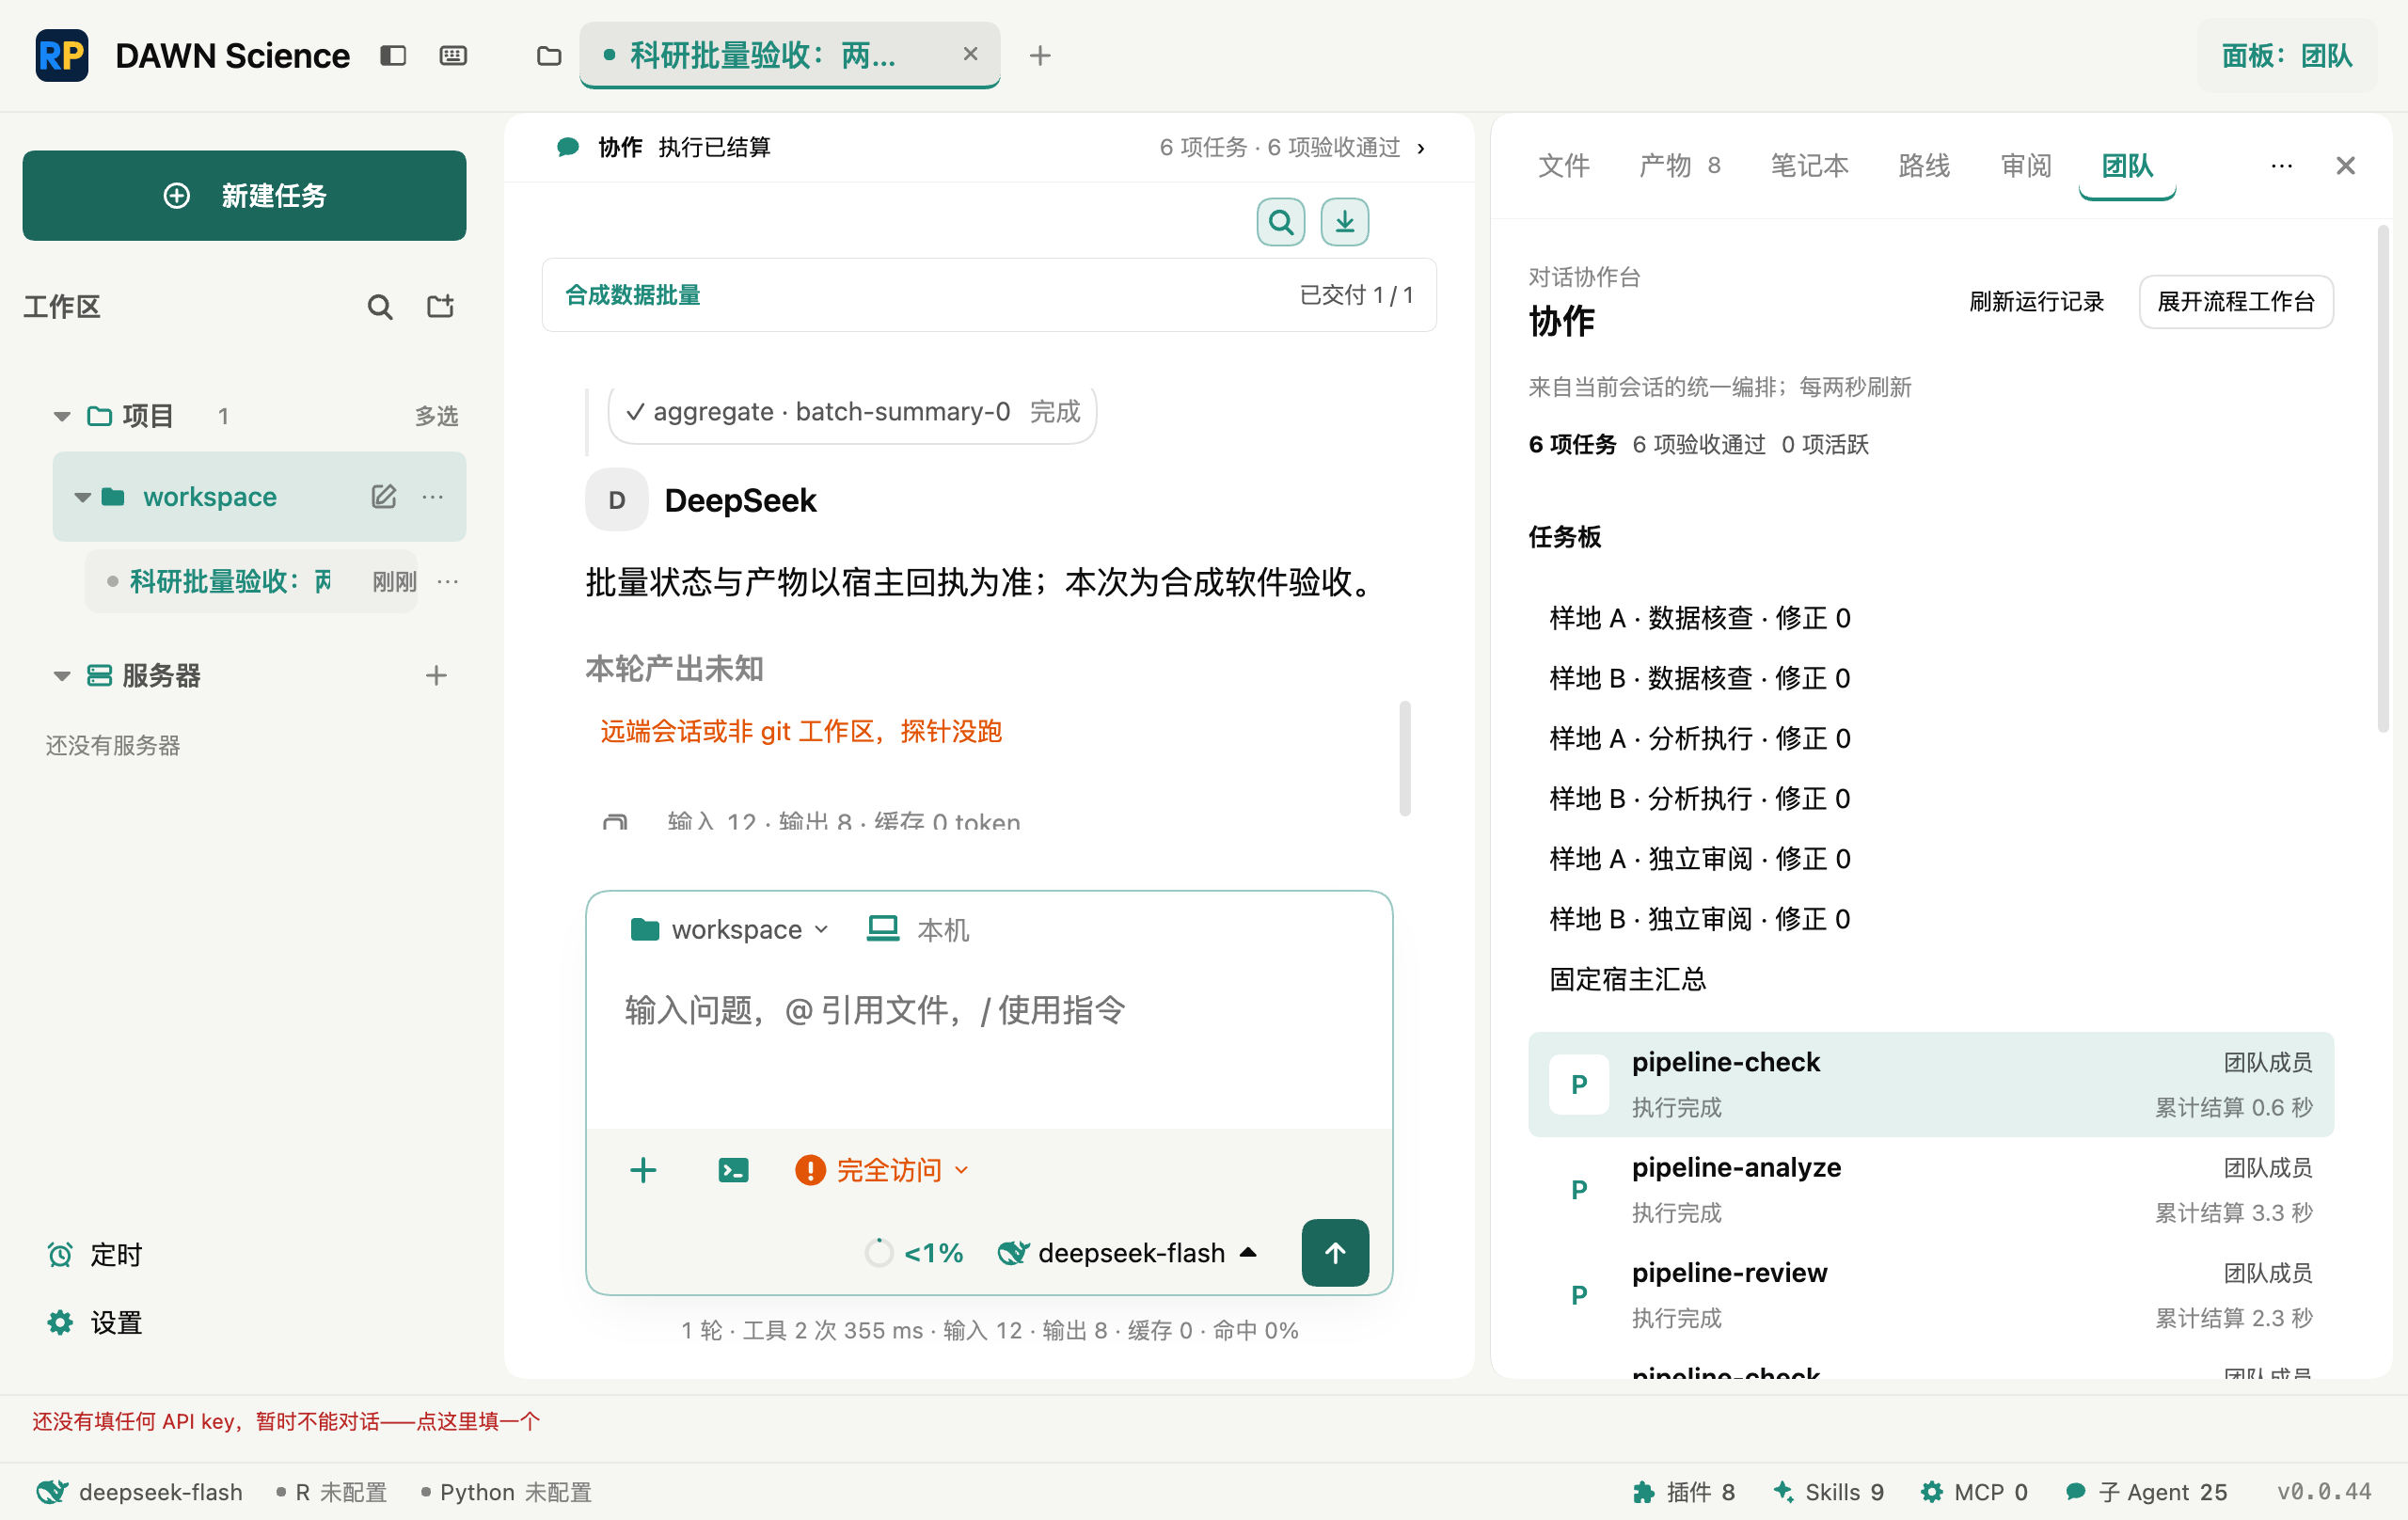 RP DAWN Science
科研批量验收：两...
面板：团队
新建任务
工作区
项目 1 多选
workspace
科研批量验收： 刚刚
服务器
还没有服务器
定时
设置
协作 执行已结算 6 项任务 · 6 项验收通过 ›
合成数据批量 已交付 1 / 1
✓ aggregate · batch-summary-0 完成
D DeepSeek
批量状态与产物以宿主回执为准；本次为合成软件验收。
本轮产出未知
远端会话或非 git 工作区，探针没跑
输入 12 · 输出 8 · 缓存 0 token
workspace 本机
输入问题，@ 引用文件，/ 使用指令
完全访问
<1% deepseek-flash
1 轮 · 工具 2 次 355 ms · 输入 12 · 输出 8 · 缓存 0 · 命中 0%
文件 产物 8 笔记本 路线 审阅 团队 ...
对话协作台
协作
刷新运行记录 展开流程工作台
来自当前会话的统一编排；每两秒刷新
6 项任务 6 项验收通过 0 项活跃
任务板
样地 A · 数据核查 · 修正 0
样地 B · 数据核查 · 修正 0
样地 A · 分析执行 · 修正 0
样地 B · 分析执行 · 修正 0
样地 A · 独立审阅 · 修正 0
样地 B · 独立审阅 · 修正 0
固定宿主汇总
P pipeline-check 团队成员
执行完成 累计结算 0.6 秒
P pipeline-analyze 团队成员
执行完成 累计结算 3.3 秒
P pipeline-review 团队成员
执行完成 累计结算 2.3 秒
pipeline-check 团队成员
还没有填任何 API key，暂时不能对话——点这里填一个
deepseek-flash R 未配置 Python 未配置
插件 8 Skills 9 MCP 0 子 Agent 25 v0.0.44